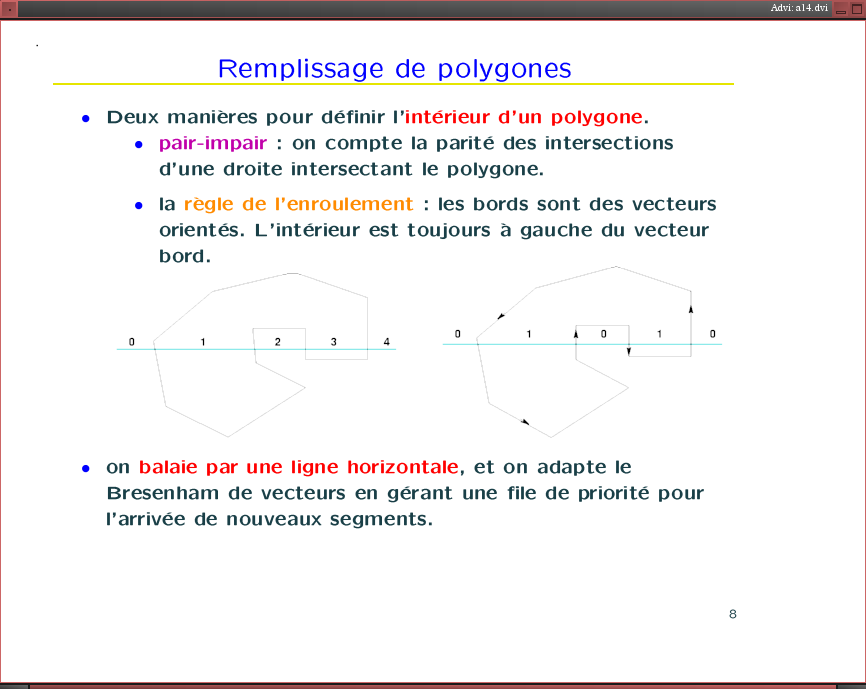 Advi: a14.dvi
Remplissage de polygones
• Deux manières pour définir l'intérieur d'un polygone.
• pair-impair : on compte la parité des intersections
d'une droite intersectant le polygone.
• la règle de l'enroulement : les bords sont des vecteurs
orientés. L'intérieur est toujours à gauche du vecteur
bord.
0 1 2 3 4
0 1 0 1 0
• on balaie par une ligne horizontale, et on adapte le
Bresenham de vecteurs en gérant une file de priorité pour
l'arrivée de nouveaux segments.
8